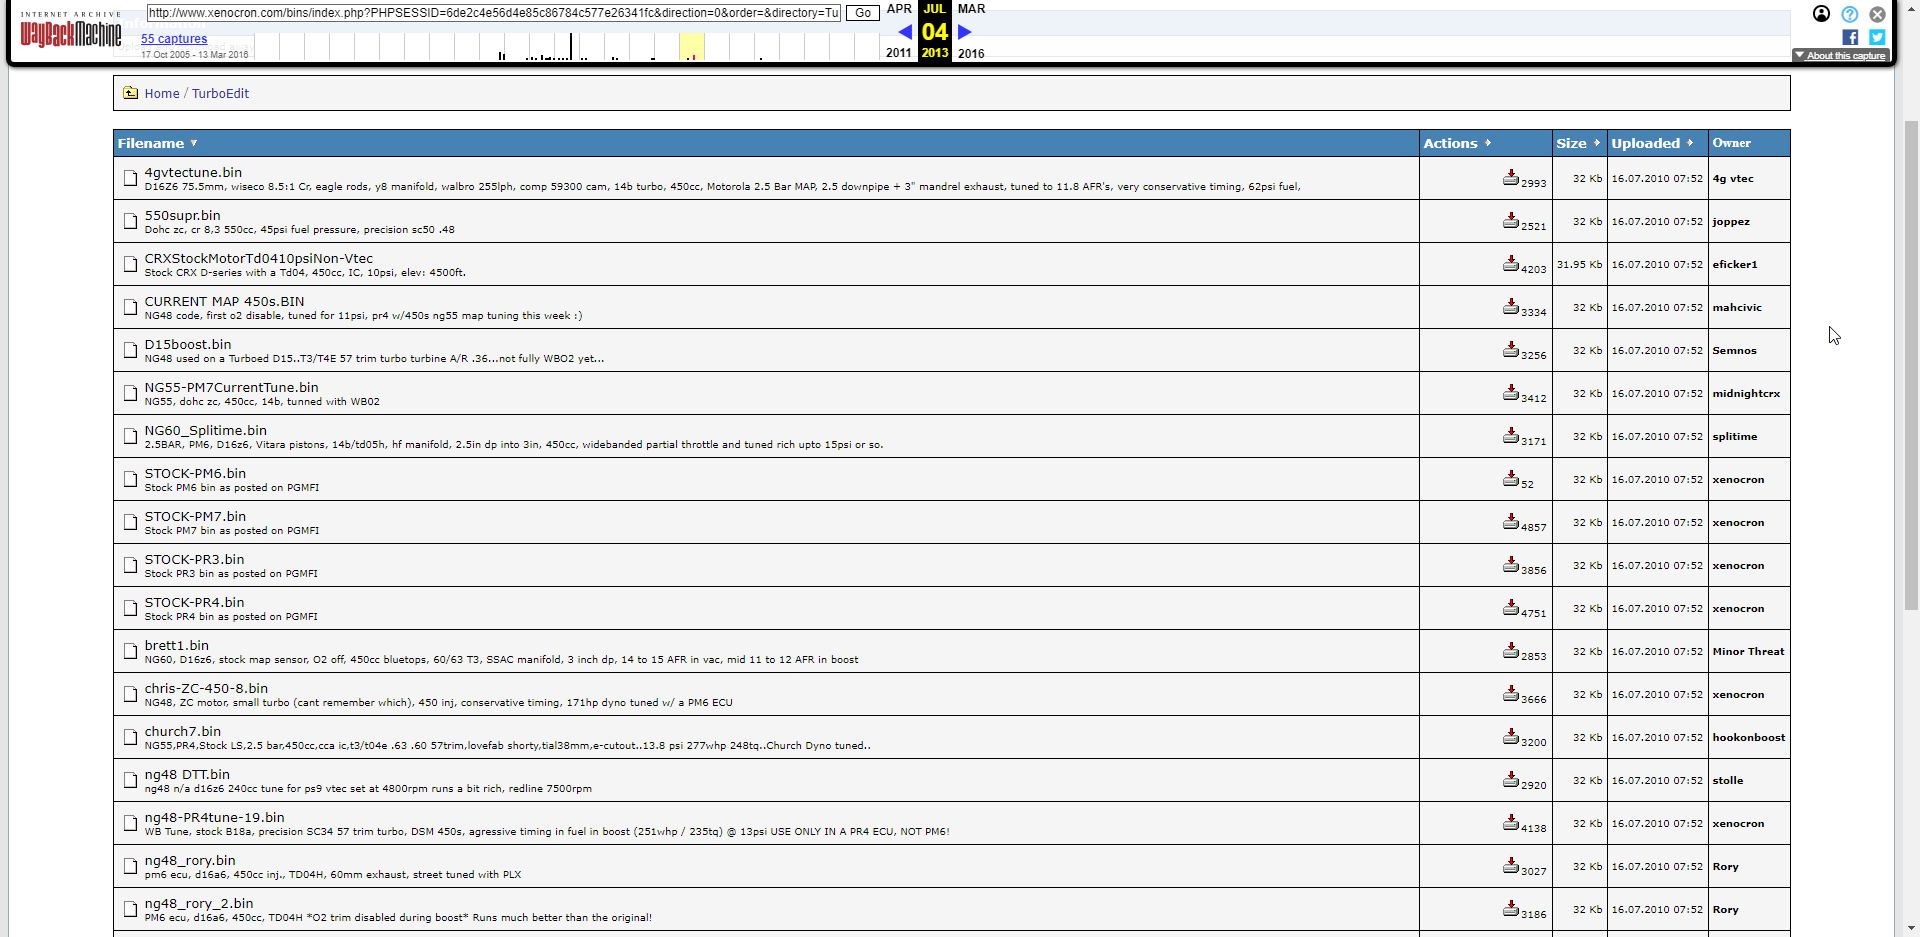 INTERNET ARCHIVE
WayBackMachine
http://www.xenocron.com/bins/index.php?PHPSESSID=6de2c4e56d4e85c86784c577e26341fc&direction=0&order=&directory=Tu
Go
55 captures
17 Oct 2005 - 13 Mar 2016
APR JUL MAR
04
2011 2013 2016
About this capture
Home / TurboEdit
Filename Actions Size Uploaded Owner
4gvtectune.bin
D16Z6 75.5mm, wiseco 8.5:1 Cr, eagle rods, y8 manifold, walbro 255lph, comp 59300 cam, 14b turbo, 450cc, Motorola 2.5 Bar MAP, 2.5 downpipe + 3" mandrel exhaust, tuned to 11.8 AFR's, very conservative timing, 62psi fuel,
2993 32 Kb 16.07.2010 07:52 4g vtec
550supr.bin
Dohc zc, cr 8,3 550cc, 45psi fuel pressure, precision sc50 .48
2521 32 Kb 16.07.2010 07:52 joppez
CRXStockMotorTd0410psiNon-Vtec
Stock CRX D-series with a Td04, 450cc, IC, 10psi, elev: 4500ft.
4203 31.95 Kb 16.07.2010 07:52 eficker1
CURRENT MAP 450s.BIN
NG48 code, first o2 disable, tuned for 11psi, pr4 w/450s ng55 map tuning this week :)
3334 32 Kb 16.07.2010 07:52 mahcivic
D15boost.bin
NG48 used on a Turboed D15..T3/T4E 57 trim turbo turbine A/R .36...not fully WBO2 yet...
3256 32 Kb 16.07.2010 07:52 Semnos
NG55-PM7CurrentTune.bin
NG55, dohc zc, 450cc, 14b, tunned with WB02
3412 32 Kb 16.07.2010 07:52 midnightcrx
NG60_Splitime.bin
2.5BAR, PM6, D16z6, Vitara pistons, 14b/td05h, hf manifold, 2.5in dp into 3in, 450cc, widebanded partial throttle and tuned rich upto 15psi or so.
3171 32 Kb 16.07.2010 07:52 splitime
STOCK-PM6.bin
Stock PM6 bin as posted on PGMFI
52 32 Kb 16.07.2010 07:52 xenocron
STOCK-PM7.bin
Stock PM7 bin as posted on PGMFI
4857 32 Kb 16.07.2010 07:52 xenocron
STOCK-PR3.bin
Stock PR3 bin as posted on PGMFI
3856 32 Kb 16.07.2010 07:52 xenocron
STOCK-PR4.bin
Stock PR4 bin as posted on PGMFI
4751 32 Kb 16.07.2010 07:52 xenocron
brett1.bin
NG60, D16z6, stock map sensor, O2 off, 450cc bluetops, 60/63 T3, SSAC manifold, 3 inch dp, 14 to 15 AFR in vac, mid 11 to 12 AFR in boost
2853 32 Kb 16.07.2010 07:52 Minor Threat
chris-ZC-450-8.bin
NG48, ZC motor, small turbo (cant remember which), 450 inj, conservative timing, 171hp dyno tuned w/ a PM6 ECU
3666 32 Kb 16.07.2010 07:52 xenocron
church7.bin
NG55,PR4,Stock LS,2.5 bar,450cc,cca ic,t3/t04e .63 .60 57trim,lovefab shorty,tial38mm,e-cutout..13.8 psi 277whp 248tq..Church Dyno tuned..
3200 32 Kb 16.07.2010 07:52 hookonboost
ng48 DTT.bin
ng48 n/a d16z6 240cc tune for ps9 vtec set at 4800rpm runs a bit rich, redline 7500rpm
2920 32 Kb 16.07.2010 07:52 stolle
ng48-PR4tune-19.bin
WB Tune, stock B18a, precision SC34 57 trim turbo, DSM 450s, agressive timing in fuel in boost (251whp / 235tq) @ 13psi USE ONLY IN A PR4 ECU, NOT PM6!
4138 32 Kb 16.07.2010 07:52 xenocron
ng48_rory.bin
pm6 ecu, d16a6, 450cc inj., TD04H, 60mm exhaust, street tuned with PLX
3027 32 Kb 16.07.2010 07:52 Rory
ng48_rory_2.bin
PM6 ecu, d16a6, 450cc, TD04H *O2 trim disabled during boost* Runs much better than the original!
3186 32 Kb 16.07.2010 07:52 Rory